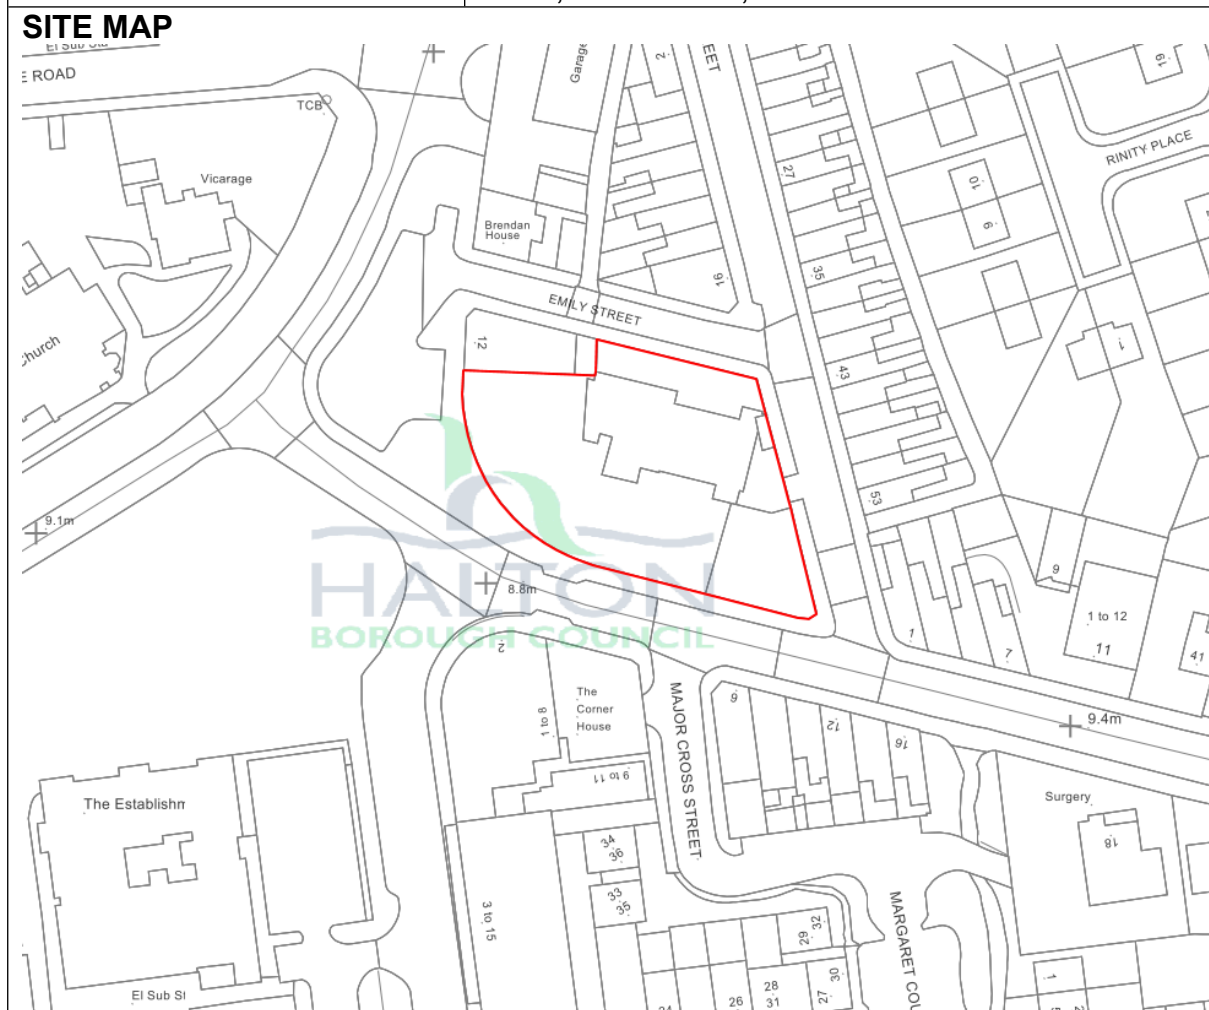 SITE MAP
E ROAD
TCB
Vicarage
Garage
2
EET
19
RINITY PLACE
27
10
9
Brendan
House
16
35
EMILY STREET
12
43
1
hurch
53
9.1m
8.8m
HALTON
BOROUGH COUNCIL
9
1 to 12
11
41
1
7
2
The
Corner
House
1 to 8
MAJOR CROSS STREET
9
12
16
9.4m
9 to 11
The Establishm
Surgery
18
34
36
33
35
3 to 15
32
29
MARGARET COU
El Sub St
30
27
28
31
26
1